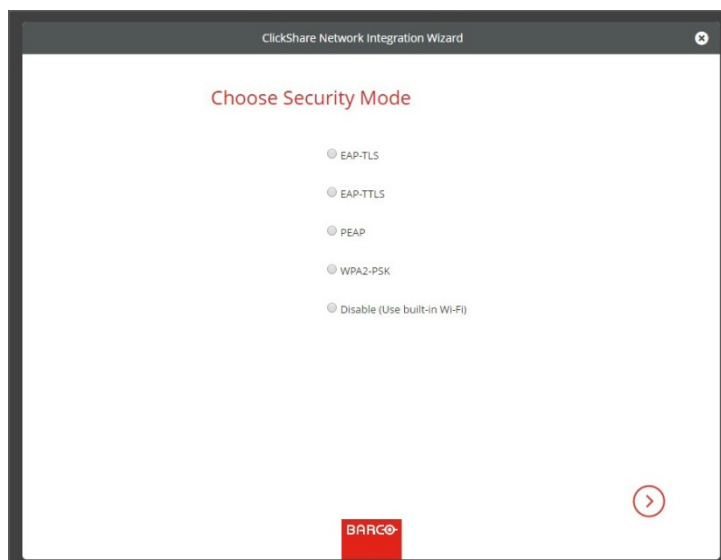 ClickShare Network Integration Wizard
Choose Security Mode
EAP-TLS
EAP-TTLS
PEAP
WPA2-PSK
Disable (Use built-in Wi-Fi)
BARCO